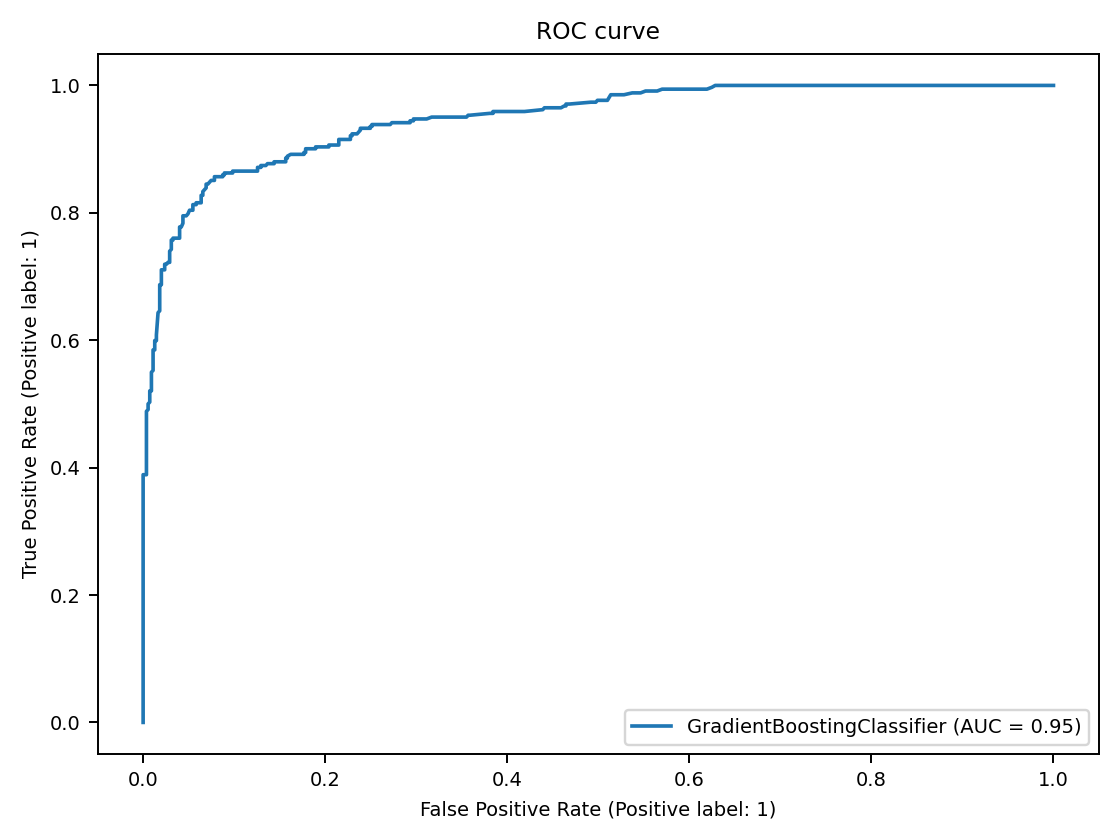 ROC curve
1.0
0.8
0.6
0.4
0.2
0.0
True Positive Rate (Positive label: 1)
GradientBoostingClassifier (AUC = 0.95)
0.0 0.2 0.4 0.6 0.8 1.0
False Positive Rate (Positive label: 1)